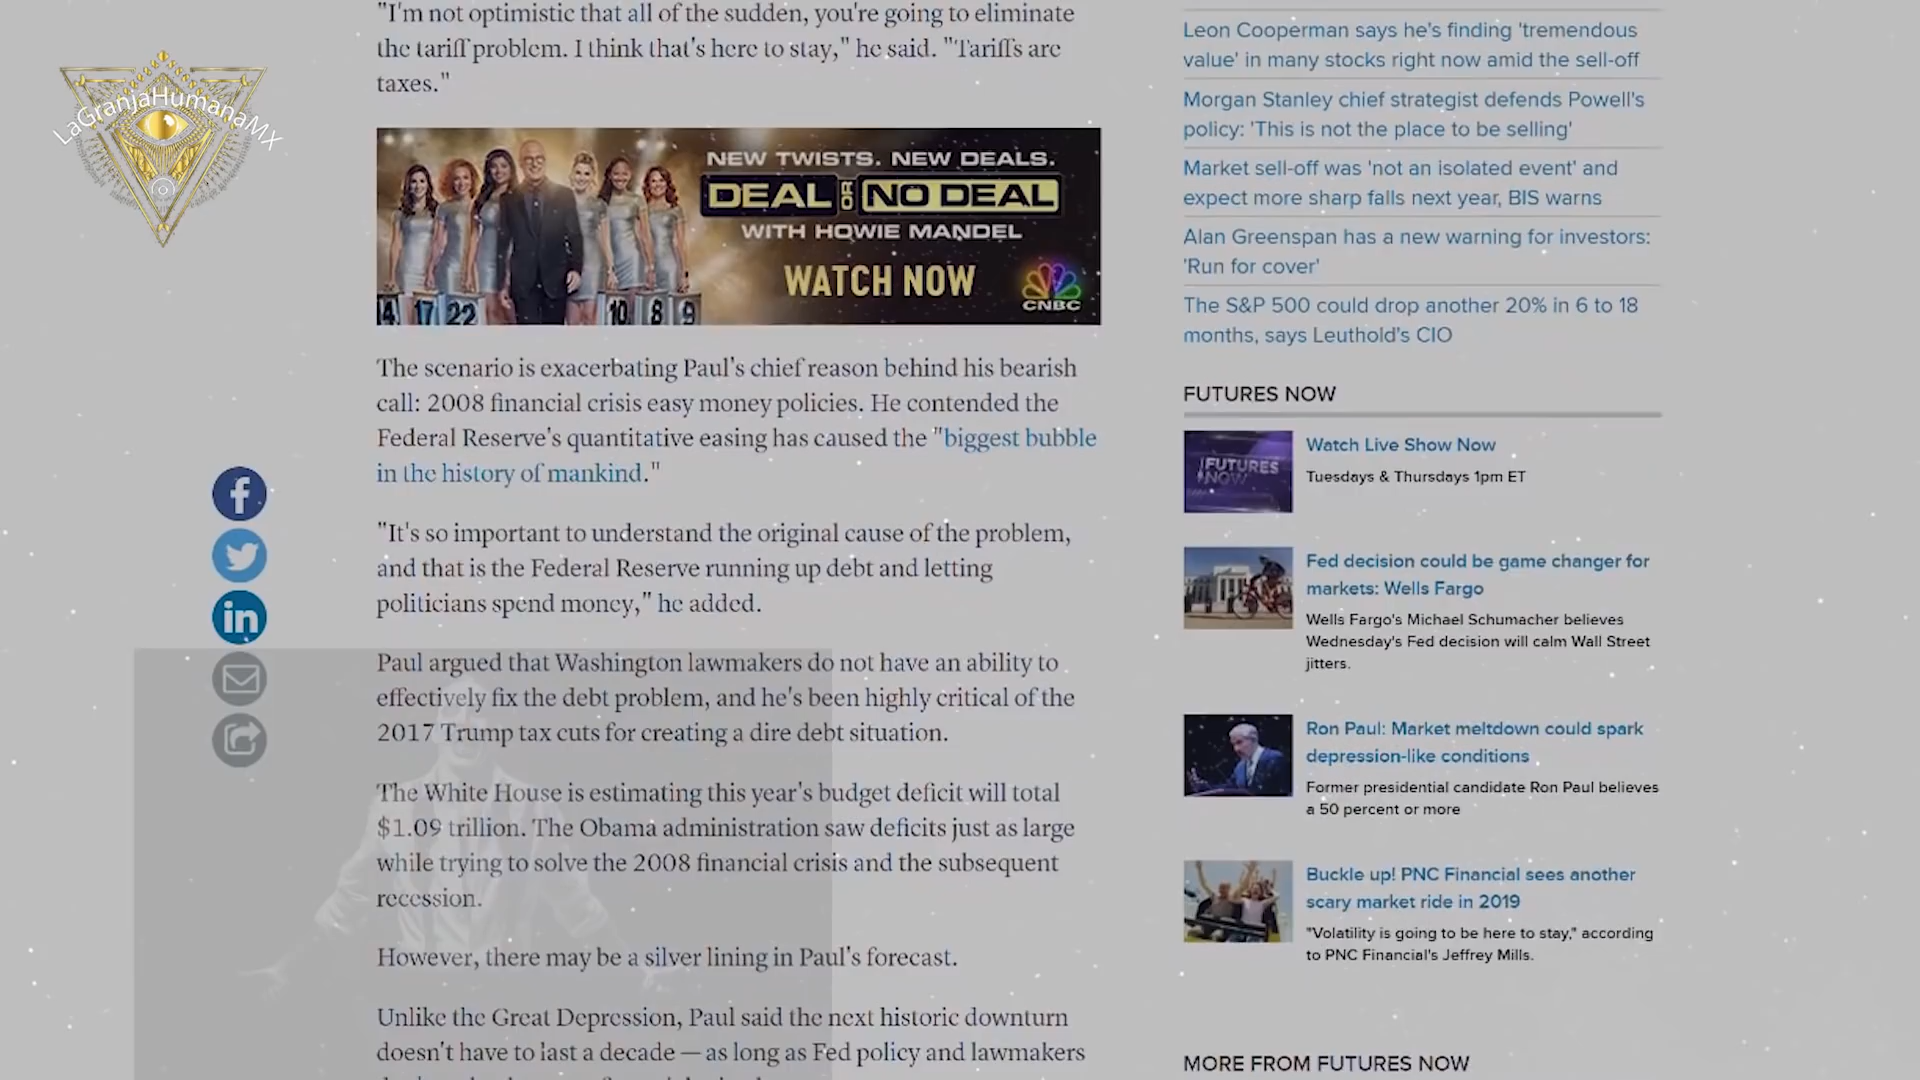 "I'm not optimistic that all of the sudden, you're going to eliminate
the tariff problem. I think that's here to stay," he said. "Tariffs are
taxes."
LaGranjaHumanaMX
NEW TWISTS. NEW DEALS.
DEAL OR NO DEAL
WITH HOWIE MANDEL
WATCH NOW
CNBC
4 17 22 10 8 9
The scenario is exacerbating Paul's chief reason behind his bearish
call: 2008 financial crisis easy money policies. He contended the
Federal Reserve's quantitative easing has caused the "biggest bubble
in the history of mankind."
"It's so important to understand the original cause of the problem,
and that is the Federal Reserve running up debt and letting
politicians spend money," he added.
Paul argued that Washington lawmakers do not have an ability to
effectively fix the debt problem, and he's been highly critical of the
2017 Trump tax cuts for creating a dire debt situation.
The White House is estimating this year's budget deficit will total
$1.09 trillion. The Obama administration saw deficits just as large
while trying to solve the 2008 financial crisis and the subsequent
recession.
However, there may be a silver lining in Paul's forecast.
Unlike the Great Depression, Paul said the next historic downturn
doesn't have to last a decade — as long as Fed policy and lawmakers
Leon Cooperman says he's finding 'tremendous
value' in many stocks right now amid the sell-off
Morgan Stanley chief strategist defends Powell's
policy: 'This is not the place to be selling'
Market sell-off was 'not an isolated event' and
expect more sharp falls next year, BIS warns
Alan Greenspan has a new warning for investors:
'Run for cover'
The S&P 500 could drop another 20% in 6 to 18
months, says Leuthold's CIO
FUTURES NOW
FUTURES
NOW
Watch Live Show Now
Tuesdays & Thursdays 1pm ET
Fed decision could be game changer for
markets: Wells Fargo
Wells Fargo's Michael Schumacher believes
Wednesday's Fed decision will calm Wall Street
jitters.
Ron Paul: Market meltdown could spark
depression-like conditions
Former presidential candidate Ron Paul believes
a 50 percent or more
Buckle up! PNC Financial sees another
scary market ride in 2019
"Volatility is going to be here to stay," according
to PNC Financial's Jeffrey Mills.
MORE FROM FUTURES NOW